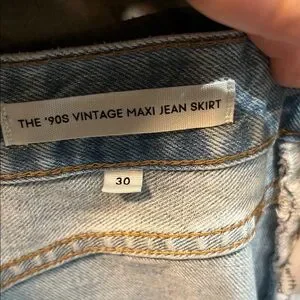 THE '90S VINTAGE MAXI JEAN SKIRT
30